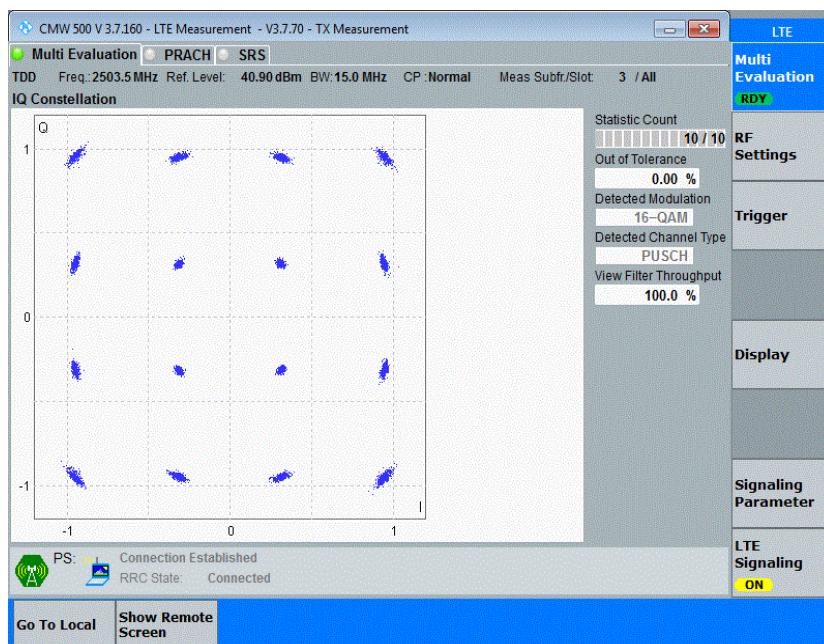 CMW 500 V 3.7.160 - LTE Measurement - V3.7.70 - TX Measurement
LTE
Multi Evaluation PRACH SRS
TDD Freq.: 2503.5 MHz Ref. Level: 40.90 dBm BW: 15.0 MHz CP : Normal Meas Subfr./Slot: 3 / All
IQ Constellation
Q
1
0
-1
-1 0 1
I
Statistic Count
10 / 10
Out of Tolerance
0.00 %
Detected Modulation
16-QAM
Detected Channel Type
PUSCH
View Filter Throughput
100.0 %
Multi
Evaluation
RDY
RF
Settings
Trigger
Display
Signaling
Parameter
LTE
Signaling
ON
PS: Connection Established
RRC State: Connected
Go To Local
Show Remote
Screen